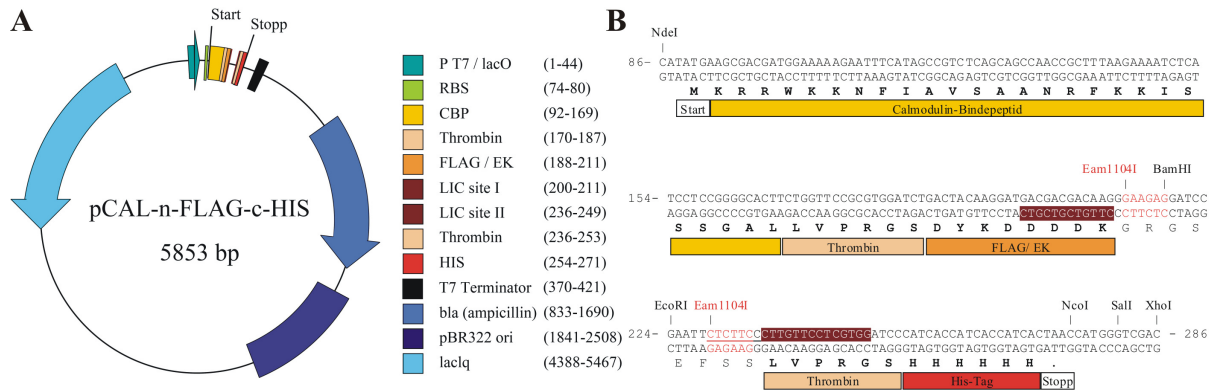 A
Start
Stopp
pCAL-n-FLAG-c-HIS
5853 bp
P T7 / lacO (1-44)
RBS (74-80)
CBP (92-169)
Thrombin (170-187)
FLAG / EK (188-211)
LIC site I (200-211)
LIC site II (236-249)
Thrombin (236-253)
HIS (254-271)
T7 Terminator (370-421)
bla (ampicillin) (833-1690)
pBR322 ori (1841-2508)
laclq (4388-5467)
B
NdeI
86- CATATGAAGCGACGATGGAAAAAGAATTTCATAGCCGTCTCAGCAGCCAACCGCTTTAAGAAAATCTCA
GTATACTTCGCTGCTACCTTTTTCTTAAAGTATCGGCAGAGTCGTCGGTTGGCGAAATTCTTTTAGAGT
M K R R W K K N F I A V S A A N R F K K I S
Start Calmodulin-Bindepeptid
Eam1104I BamHI
154- TCCTCCGGGGCACTTCTGGTTCCGCGTGGATCTGACTACAAGGATGACGACGACAAGGGAAGAGGATCC
AGGAGGCCCCGTGAAGACCAAGGCGCACCTAGACTGATGTTCCTACTGCTGCTGTTCCCTTCTCCTAGG
S S G A L L V P R G S D Y K D D D D K G R G S
Thrombin FLAG/ EK
EcoRI Eam1104I NcoI SalI XhoI
224- GAATTCTCTTCCCTTGTTCCTCGTGGATCCCATCACCATCACCATCACTAACCATGGGTCGAC - 286
CTTAAGAGAAGGGAACAAGGAGCACCTAGGGTAGTGGTAGTGGTAGTGATTGGTACCCAGCTG
E F S S L V P R G S H H H H H H .
Thrombin His-Tag Stopp